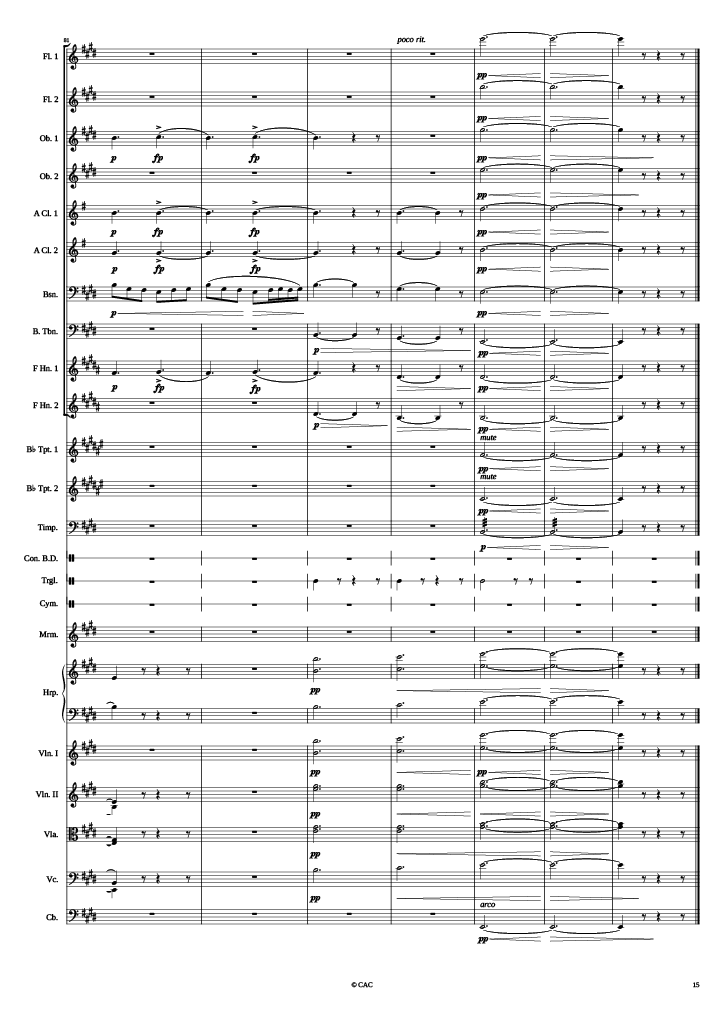 81
poco rit.
Fl. 1
pp
Fl. 2
pp
Ob. 1
p fp fp pp
Ob. 2
pp
A Cl. 1
p fp fp pp
A Cl. 2
p fp fp pp
Bsn.
p pp
B. Tbn.
p pp
F Hn. 1
p fp fp pp
F Hn. 2
p pp
mute
B♭ Tpt. 1
pp
mute
B♭ Tpt. 2
pp
Timp.
p
Con. B.D.
Trgl.
Cym.
Mrm.
Hrp.
pp
Vln. I
pp pp
Vln. II
pp
Vla.
pp
Vc.
pp
arco
Cb.
pp
© CAC
15